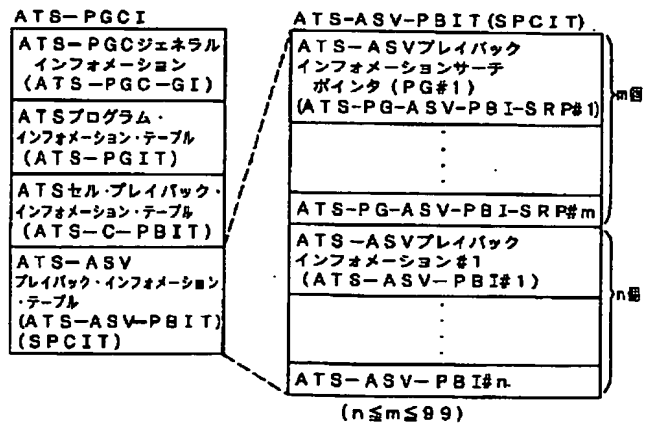 ATS-PGCI
ATS-PGCジェネラル
インフォメーション
(ATS-PGC-GI)
ATSプログラム・
インフォメーション・テーブル
(ATS-PGIT)
ATSセル・プレイバック・
インフォメーション・テーブル
(ATS-C-PBIT)
ATS-ASV
プレイバック・インフォメーション
・テーブル
(ATS-ASV-PBIT)
(SPCIT)
ATS-ASV-PBIT(SPCIT)
ATS-ASVプレイバック
インフォメーションサーチ
ポインタ(PG#1)
(ATS-PG-ASV-PBI-SRP#1)
ATS-PG-ASV-PBI-SRP#m
m個
ATS-ASVプレイバック
インフォメーション#1
(ATS-ASV-PBI#1)
ATS-ASV-PBI#n
n個
(n≦m≦99)